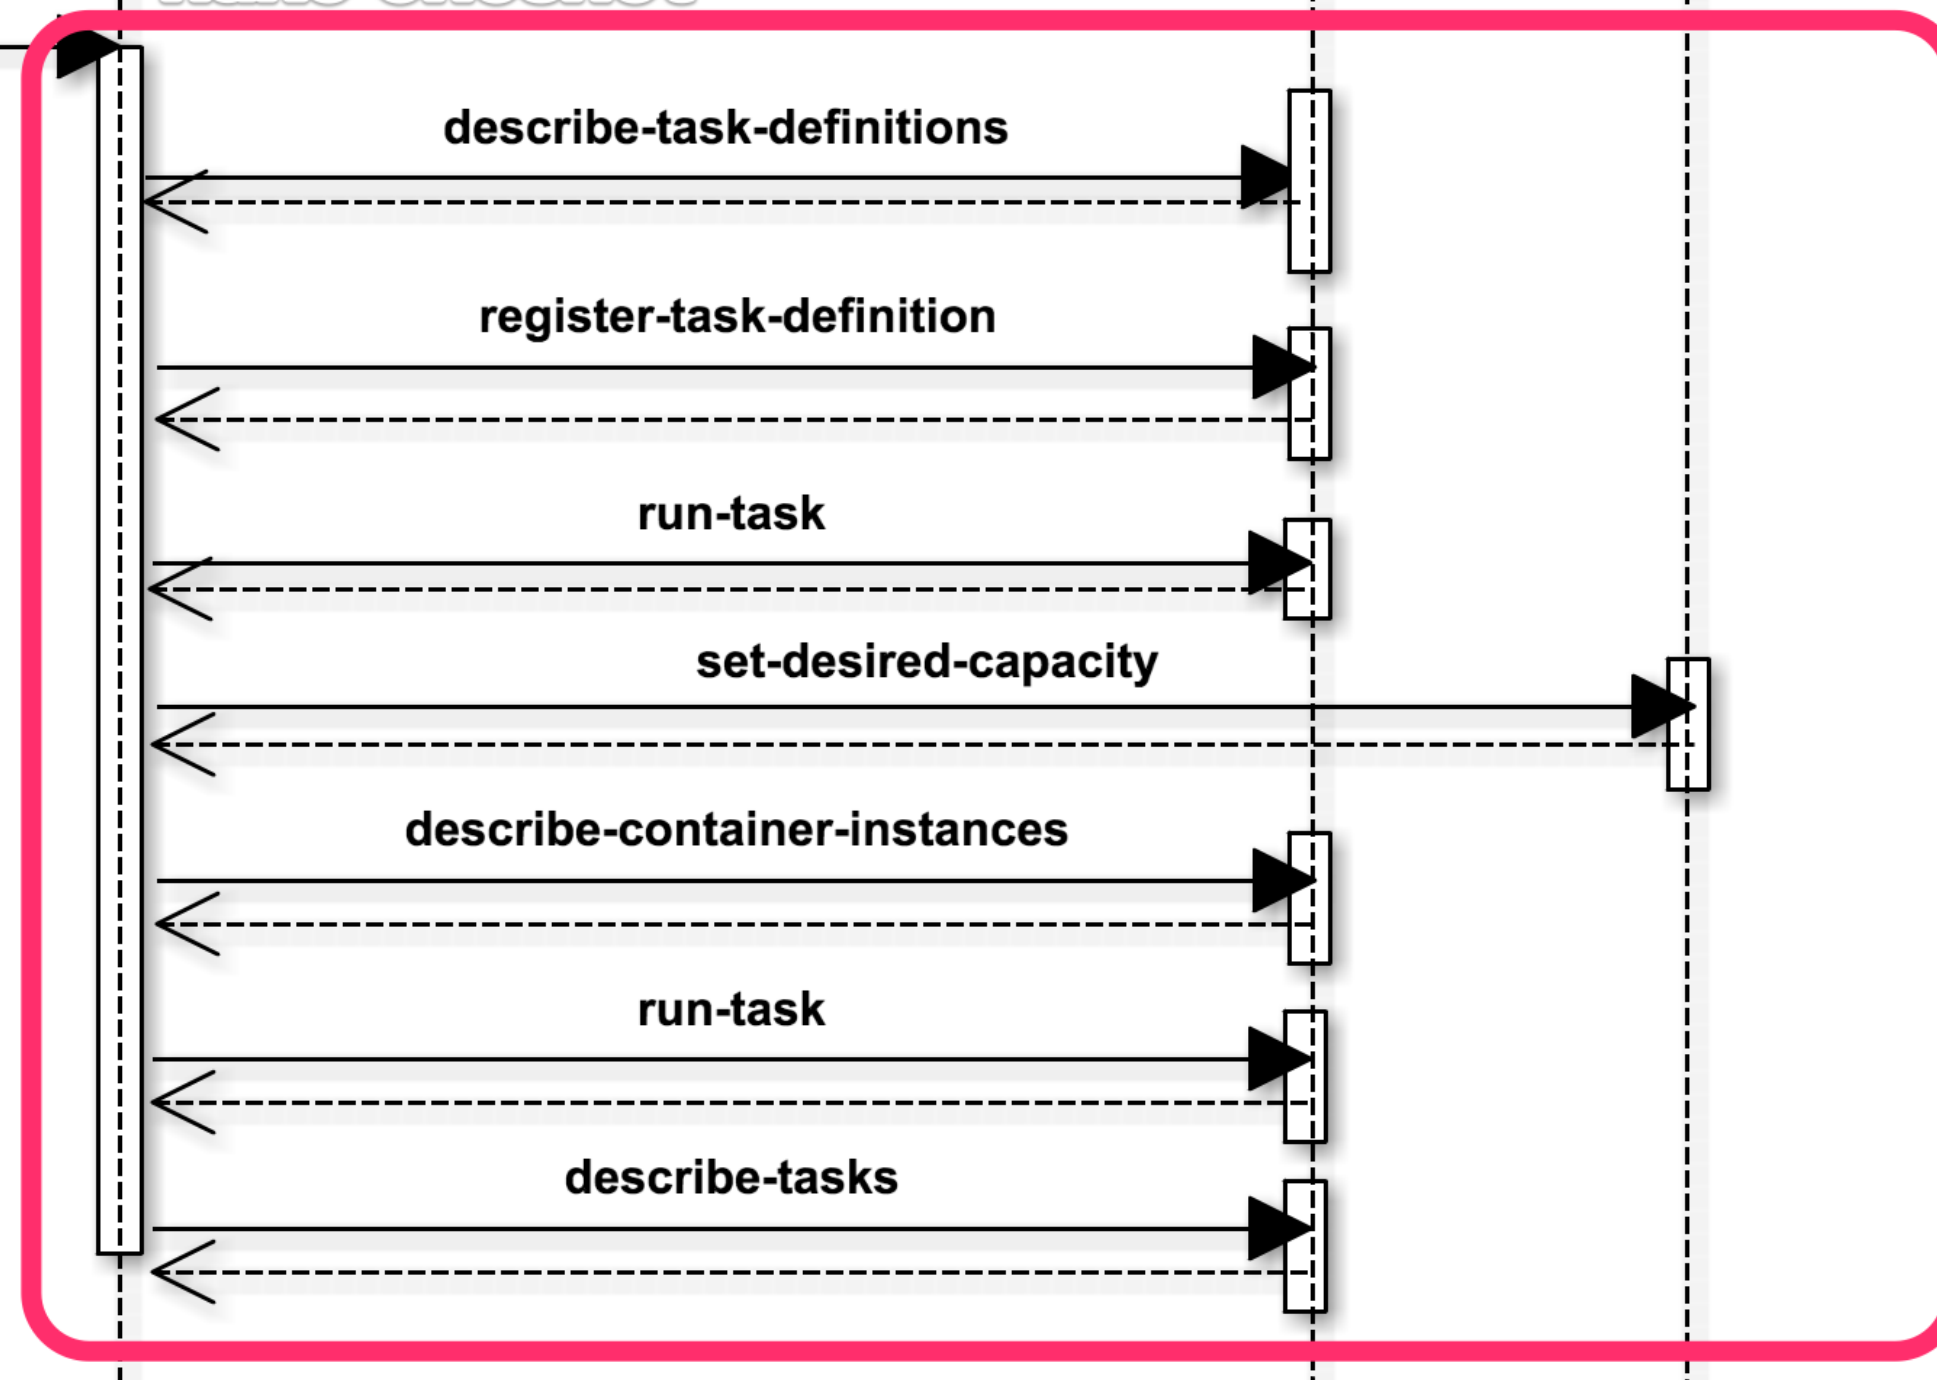 describe-task-definitions
register-task-definition
run-task
set-desired-capacity
describe-container-instances
run-task
describe-tasks